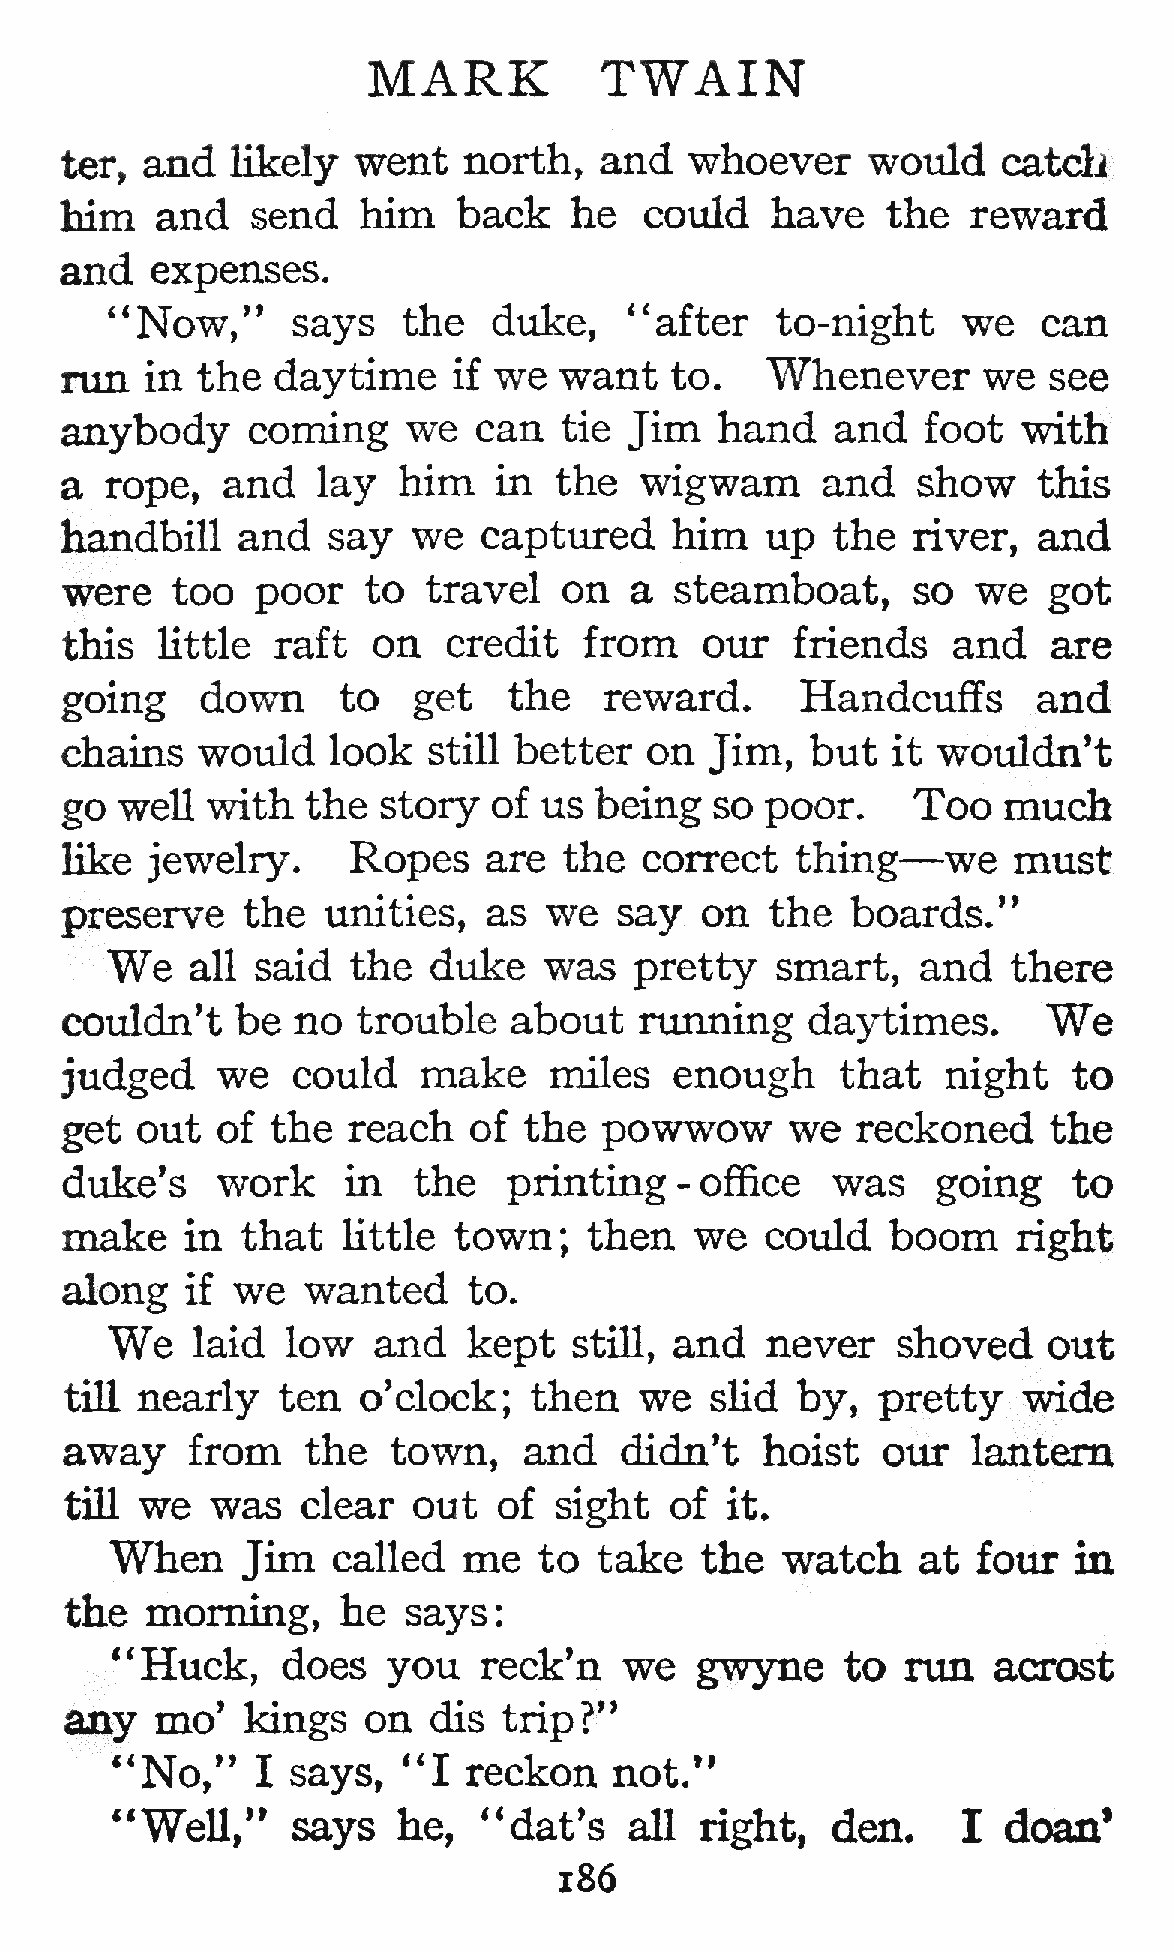 MARK TWAIN
ter, and likely went north, and whoever would catch
him and send him back he could have the reward
and expenses.
"Now," says the duke, "after to-night we can
run in the daytime if we want to. Whenever we see
anybody coming we can tie Jim hand and foot with
a rope, and lay him in the wigwam and show this
handbill and say we captured him up the river, and
were too poor to travel on a steamboat, so we got
this little raft on credit from our friends and are
going down to get the reward. Handcuffs and
chains would look still better on Jim, but it wouldn't
go well with the story of us being so poor. Too much
like jewelry. Ropes are the correct thing—we must
preserve the unities, as we say on the boards."
We all said the duke was pretty smart, and there
couldn't be no trouble about running daytimes. We
judged we could make miles enough that night to
get out of the reach of the powwow we reckoned the
duke's work in the printing-office was going to
make in that little town; then we could boom right
along if we wanted to.
We laid low and kept still, and never shoved out
till nearly ten o'clock; then we slid by, pretty wide
away from the town, and didn't hoist our lantern
till we was clear out of sight of it.
When Jim called me to take the watch at four in
the morning, he says:
"Huck, does you reck'n we gwyne to run acrost
any mo' kings on dis trip?"
"No," I says, "I reckon not."
"Well," says he, "dat's all right, den. I doan'
186